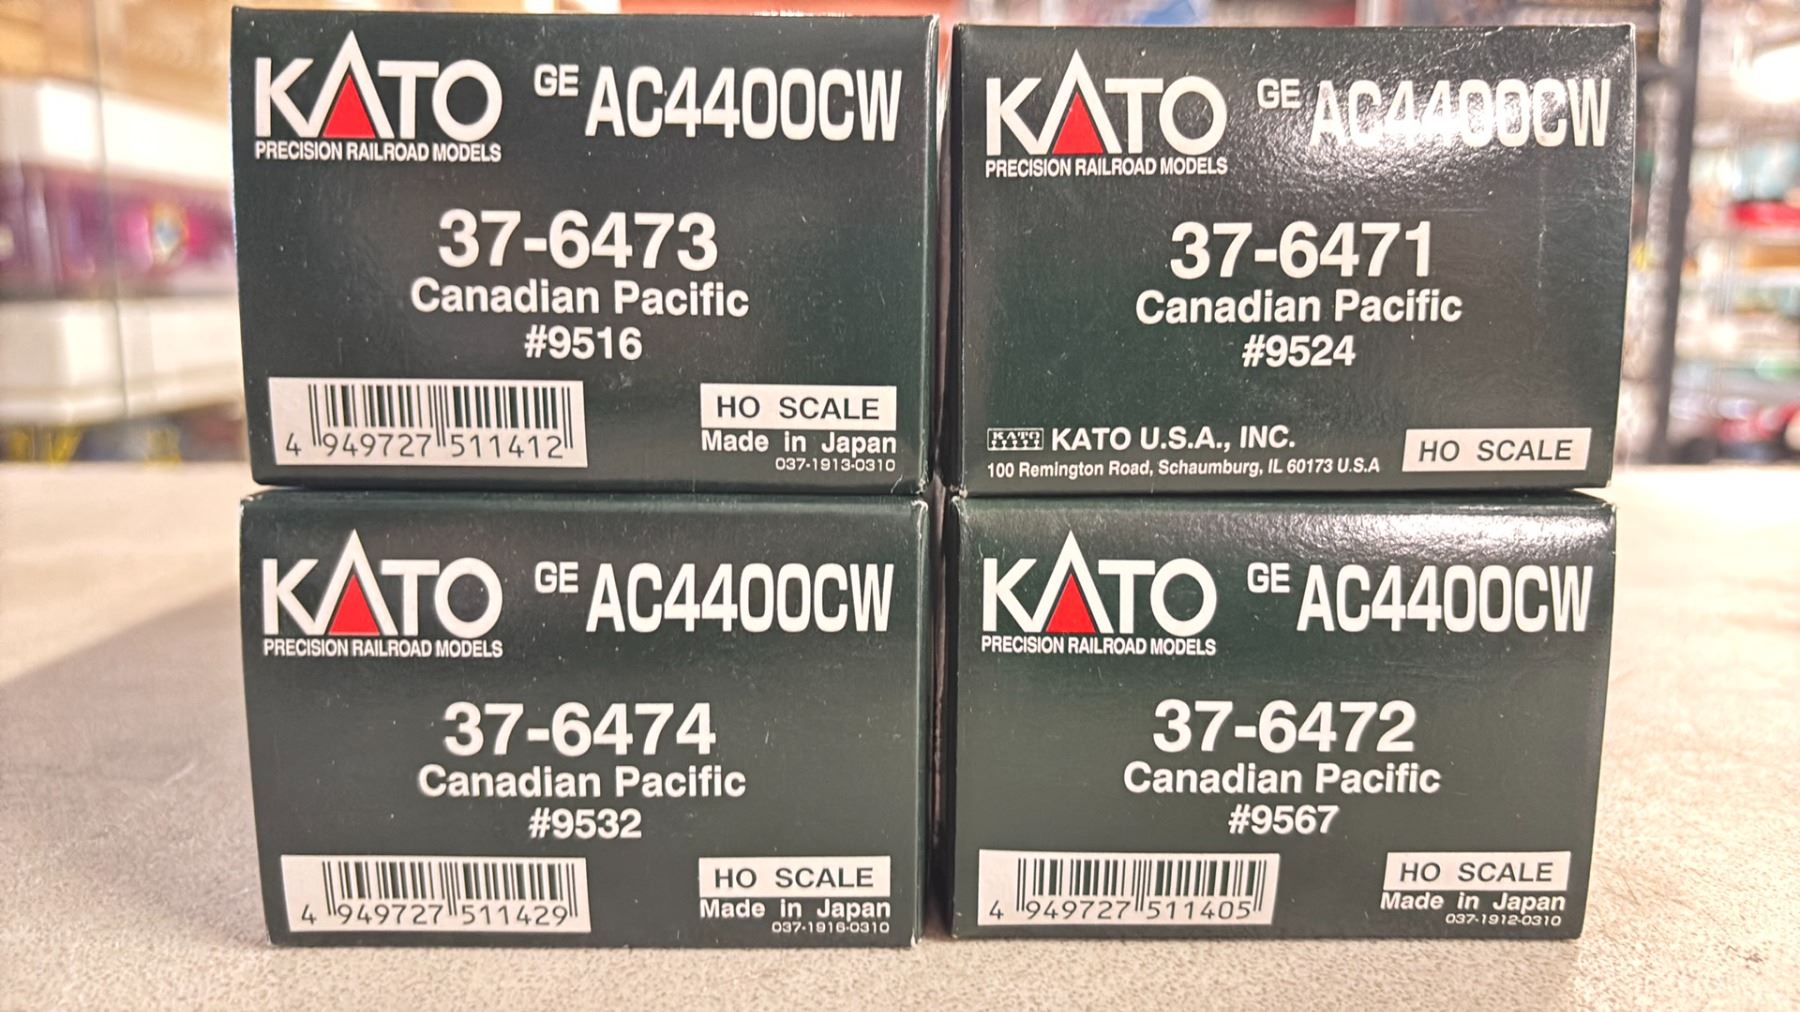 KATO
PRECISION RAILROAD MODELS
GE AC4400CW
37-6473
Canadian Pacific
#9516
4 949727 511412
HO SCALE
Made in Japan
037-1913-0310
KATO
PRECISION RAILROAD MODELS
GE AC4400CW
37-6471
Canadian Pacific
#9524
KATO KATO U.S.A., INC.
100 Remington Road, Schaumburg, IL 60173 U.S.A
HO SCALE
KATO
PRECISION RAILROAD MODELS
GE AC4400CW
37-6474
Canadian Pacific
#9532
4 949727 511429
HO SCALE
Made in Japan
037-1916-0310
KATO
PRECISION RAILROAD MODELS
GE AC4400CW
37-6472
Canadian Pacific
#9567
4 949727 511405
HO SCALE
Made in Japan
037-1912-0310